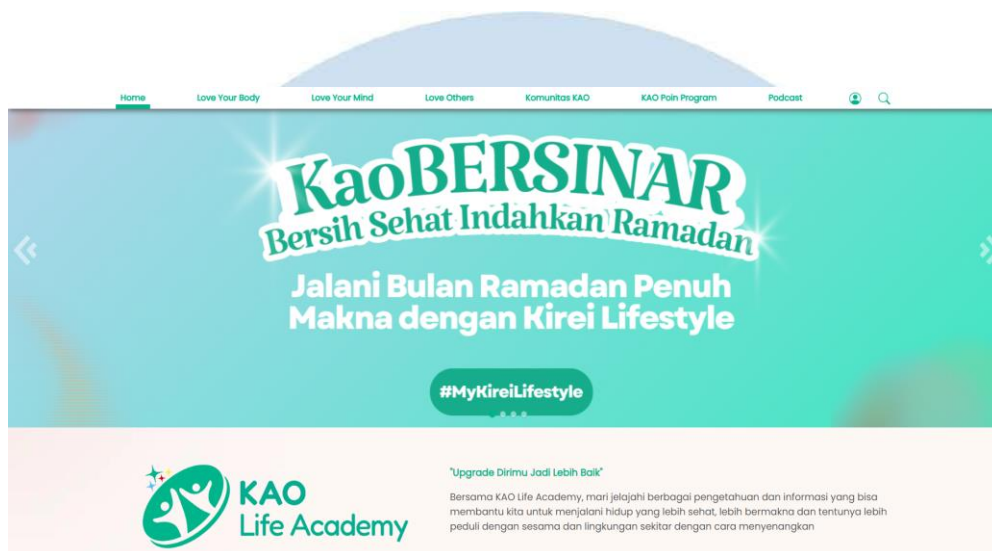 Home Love Your Body Love Your Mind Love Others Komunitas KAO KAO Poin Program Podcast
KaoBERSINAR
Bersih Sehat Indahkan Ramadan
Jalani Bulan Ramadan Penuh
Makna dengan Kirei Lifestyle
#MyKireiLifestyle
KAO
Life Academy
"Upgrade Dirimu Jadi Lebih Baik"
Bersama KAO Life Academy, mari jelajahi berbagai pengetahuan dan informasi yang bisa
membantu kita untuk menjalani hidup yang lebih sehat, lebih bermakna dan tentunya lebih
peduli dengan sesama dan lingkungan sekitar dengan cara menyenangkan